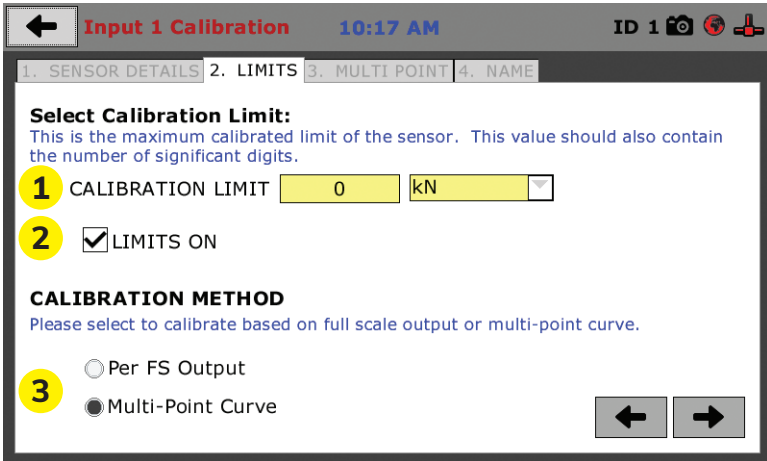 Input 1 Calibration 10:17 AM ID 1
1. SENSOR DETAILS 2. LIMITS 3. MULTI POINT 4. NAME
Select Calibration Limit:
This is the maximum calibrated limit of the sensor. This value should also contain
the number of significant digits.
1 CALIBRATION LIMIT 0 kN
2 LIMITS ON
CALIBRATION METHOD
Please select to calibrate based on full scale output or multi-point curve.
Per FS Output
3
Multi-Point Curve